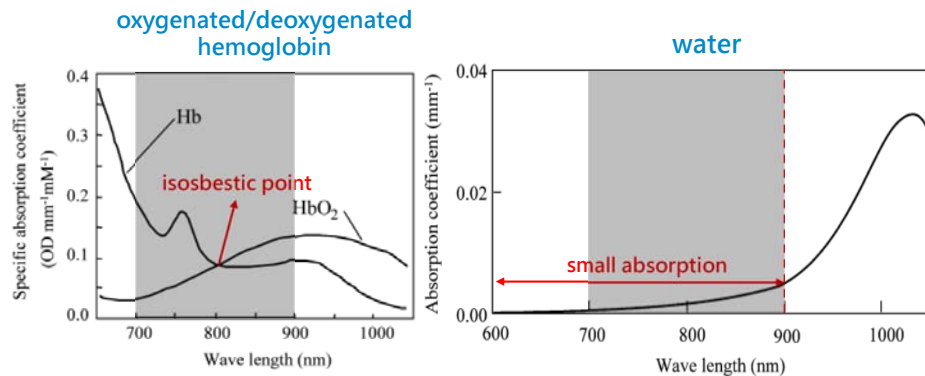 oxygenated/deoxygenated
hemoglobin
Specific absorption coefficient
(OD mm⁻¹mM⁻¹)
0.4
0.3
0.2
0.1
0.0
Hb
isosbestic point
HbO₂
700
800
900
1000
Wave length (nm)
water
Absorption coefficient (mm⁻¹)
0.04
0.02
0.00
small absorption
600
700
800
900
1000
Wave length (nm)